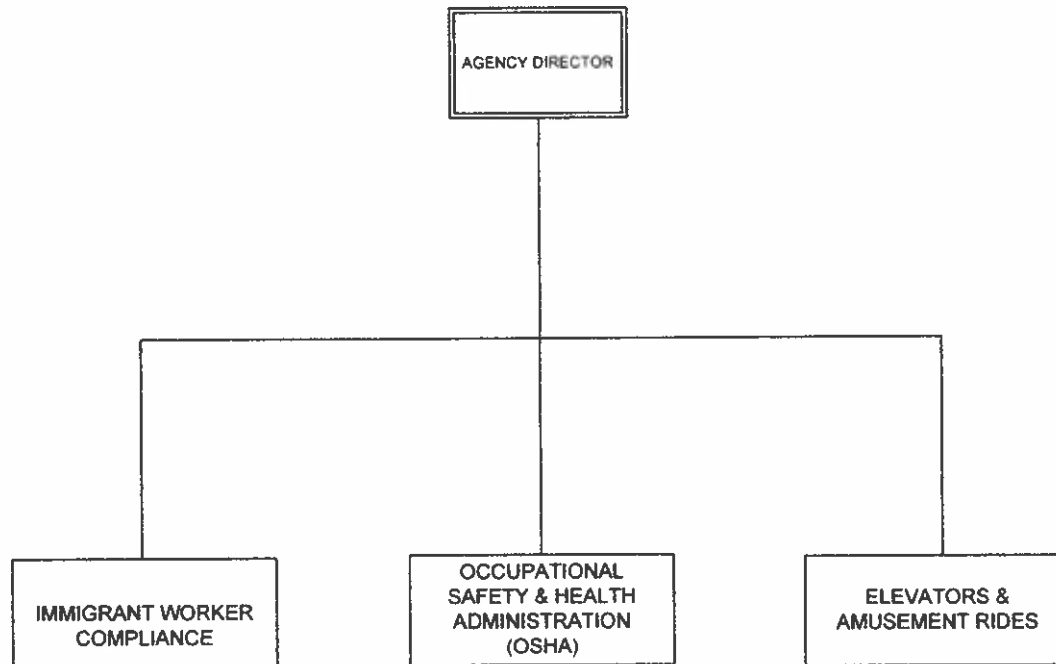 AGENCY DIRECTOR
IMMIGRANT WORKER
COMPLIANCE
OCCUPATIONAL
SAFETY & HEALTH
ADMINISTRATION
(OSHA)
ELEVATORS &
AMUSEMENT RIDES